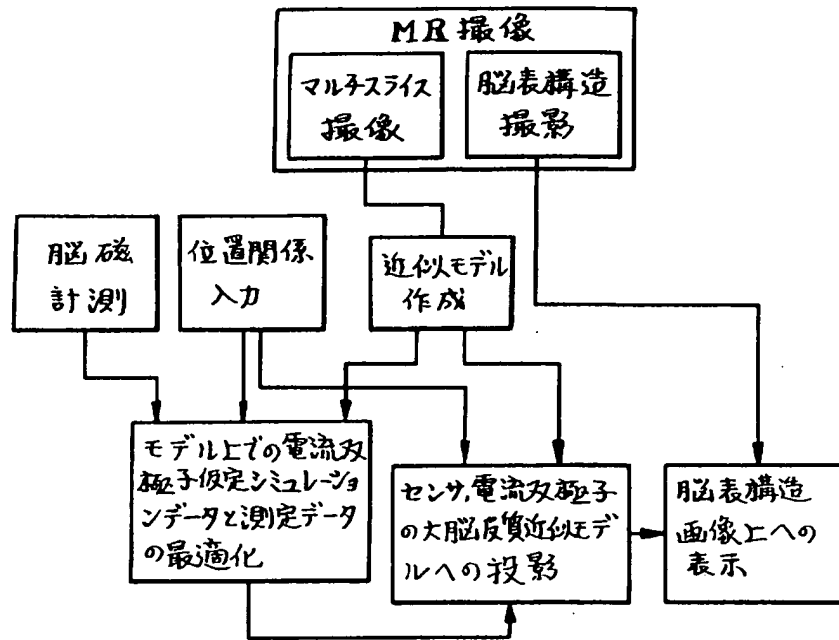 MR撮像
マルチスライス
撮像
脳表構造
撮影
脳磁
計測
位置関係
入力
近似モデル
作成
モデル上での電流双
極子仮定シミュレーショ
ンデータと測定データ
の最適化
センサ,電流双極子
の大脳皮質近似モデ
ルへの投影
脳表構造
画像上への
表示